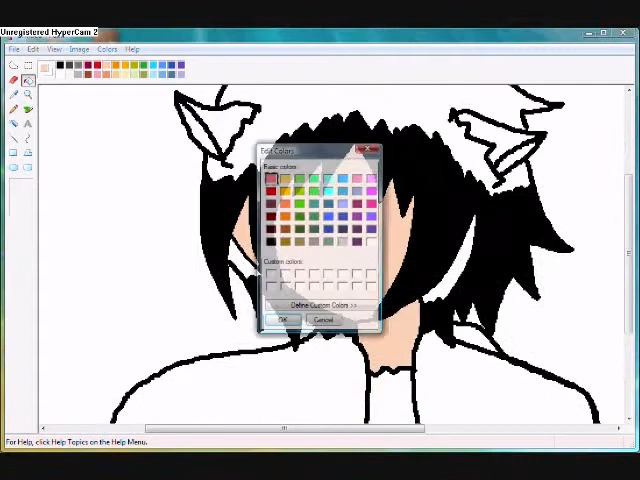 Unregistered HyperCam 2
File Edit View Image Colors Help
Edit Colors
Basic colors:
Custom colors:
Define Custom Colors >>
OK Cancel
For Help, click Help Topics on the Help Menu.